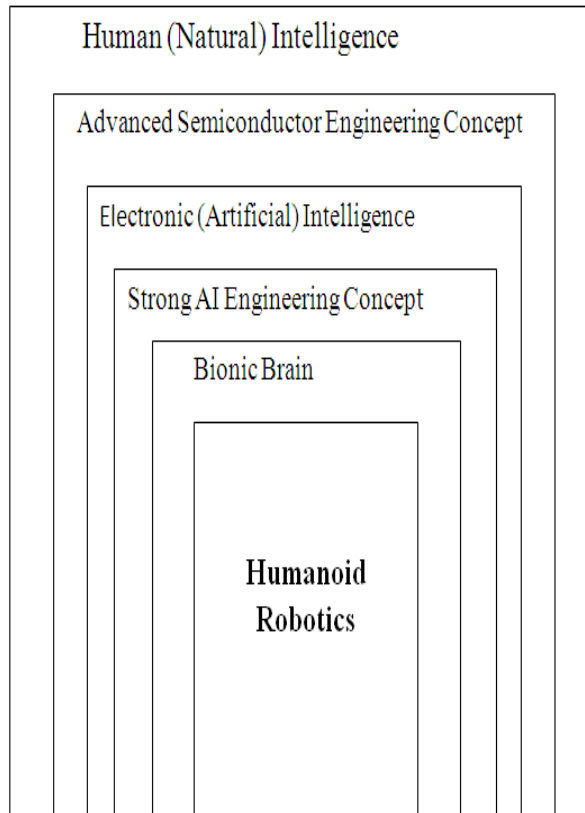 Human (Natural) Intelligence
Advanced Semiconductor Engineering Concept
Electronic (Artificial) Intelligence
Strong AI Engineering Concept
Bionic Brain
Humanoid
Robotics